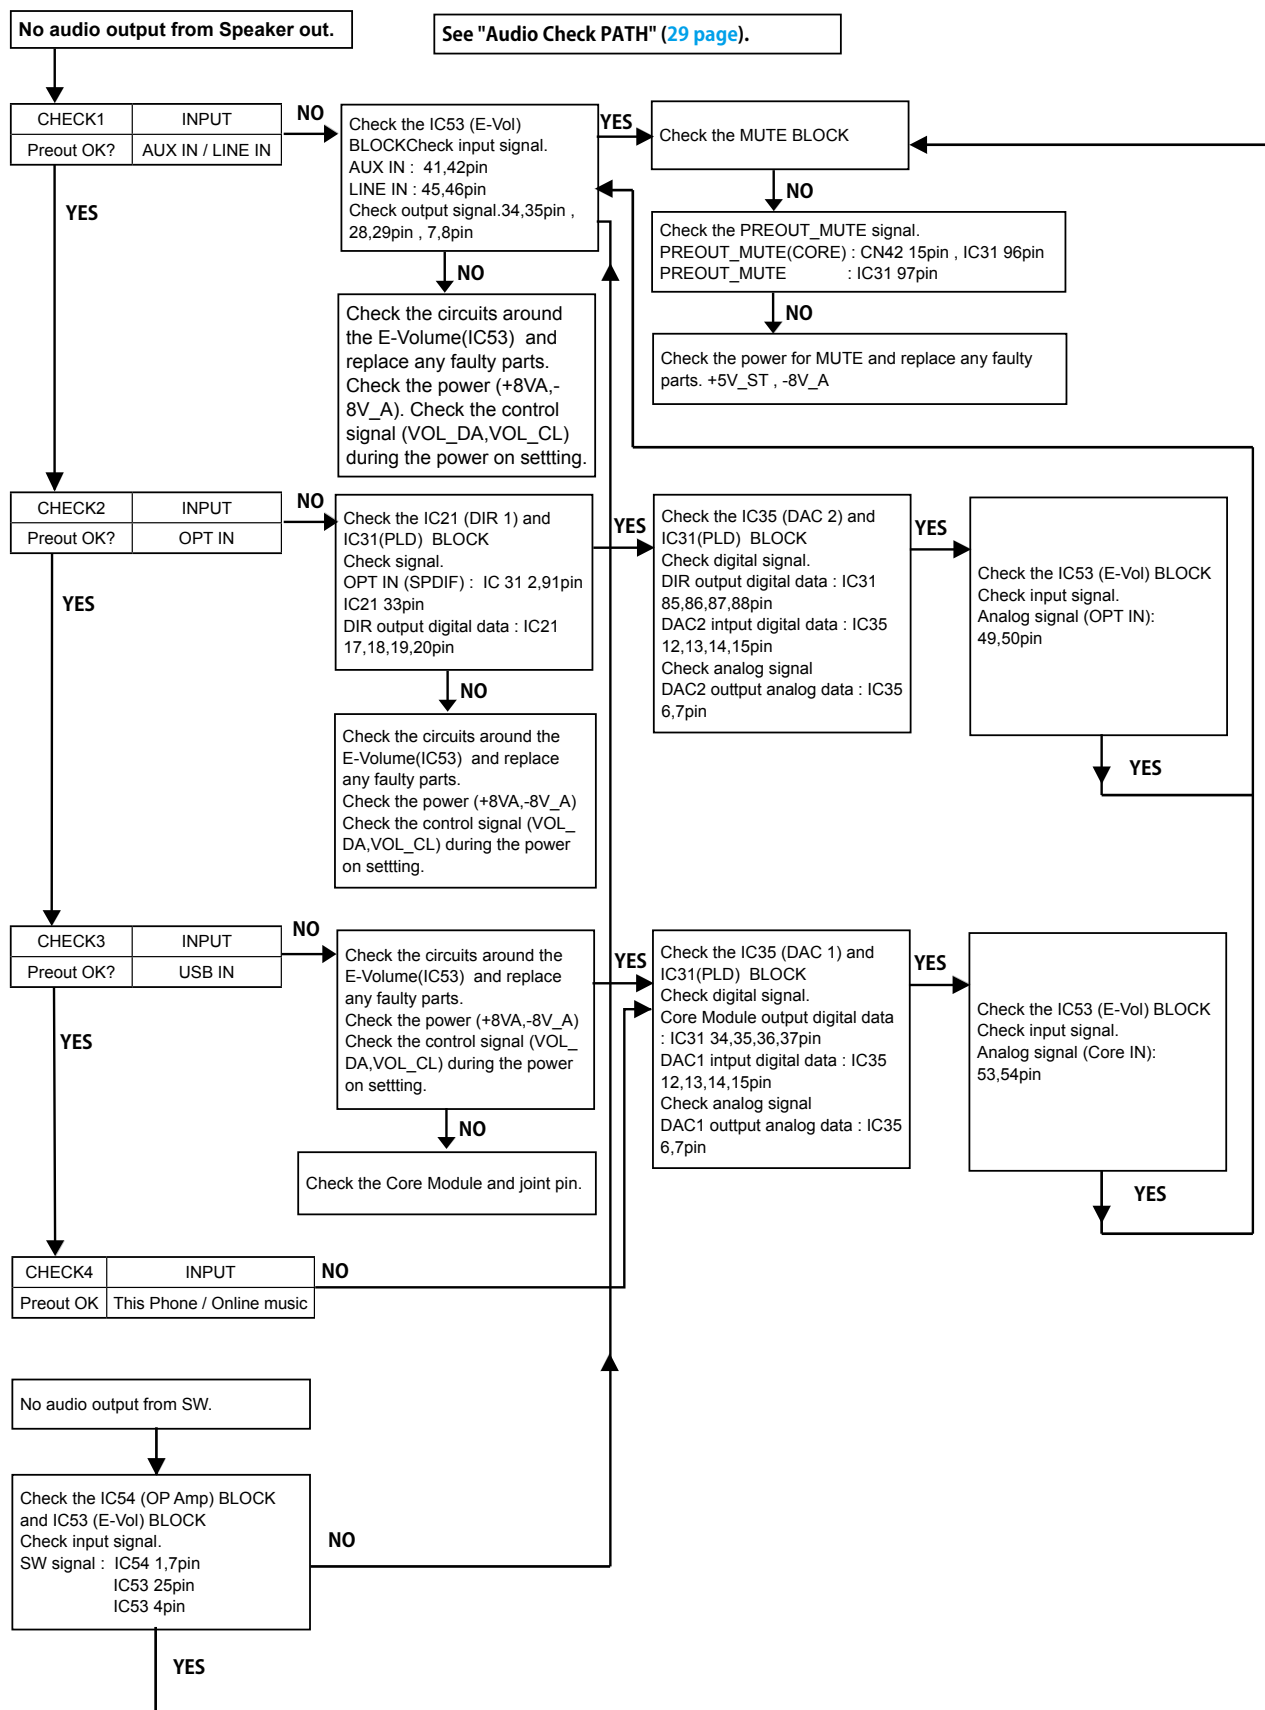 No audio output from Speaker out.
See "Audio Check PATH" (29 page).
CHECK1 INPUT
Preout OK? AUX IN / LINE IN
NO
Check the IC53 (E-Vol)
BLOCKCheck input signal.
AUX IN : 41,42pin
LINE IN : 45,46pin
Check output signal.34,35pin ,
28,29pin , 7,8pin
YES
Check the MUTE BLOCK
NO
Check the PREOUT_MUTE signal.
PREOUT_MUTE(CORE) : CN42 15pin , IC31 96pin
PREOUT_MUTE : IC31 97pin
NO
Check the power for MUTE and replace any faulty
parts. +5V_ST , -8V_A
YES
NO
Check the circuits around
the E-Volume(IC53) and
replace any faulty parts.
Check the power (+8VA,-
8V_A). Check the control
signal (VOL_DA,VOL_CL)
during the power on settting.
CHECK2 INPUT
Preout OK? OPT IN
NO
Check the IC21 (DIR 1) and
IC31(PLD) BLOCK
Check signal.
OPT IN (SPDIF) : IC 31 2,91pin
IC21 33pin
DIR output digital data : IC21
17,18,19,20pin
YES
Check the IC35 (DAC 2) and
IC31(PLD) BLOCK
Check digital signal.
DIR output digital data : IC31
85,86,87,88pin
DAC2 intput digital data : IC35
12,13,14,15pin
Check analog signal
DAC2 outtput analog data : IC35
6,7pin
YES
Check the IC53 (E-Vol) BLOCK
Check input signal.
Analog signal (OPT IN):
49,50pin
YES
YES
NO
Check the circuits around the
E-Volume(IC53) and replace
any faulty parts.
Check the power (+8VA,-8V_A)
Check the control signal (VOL_
DA,VOL_CL) during the power
on settting.
CHECK3 INPUT
Preout OK? USB IN
NO
Check the circuits around the
E-Volume(IC53) and replace
any faulty parts.
Check the power (+8VA,-8V_A)
Check the control signal (VOL_
DA,VOL_CL) during the power
on settting.
YES
Check the IC35 (DAC 1) and
IC31(PLD) BLOCK
Check digital signal.
Core Module output digital data
: IC31 34,35,36,37pin
DAC1 intput digital data : IC35
12,13,14,15pin
Check analog signal
DAC1 outtput analog data : IC35
6,7pin
YES
Check the IC53 (E-Vol) BLOCK
Check input signal.
Analog signal (Core IN):
53,54pin
YES
YES
NO
Check the Core Module and joint pin.
CHECK4 INPUT
Preout OK This Phone / Online music
NO
No audio output from SW.
Check the IC54 (OP Amp) BLOCK
and IC53 (E-Vol) BLOCK
Check input signal.
SW signal : IC54 1,7pin
IC53 25pin
IC53 4pin
NO
YES